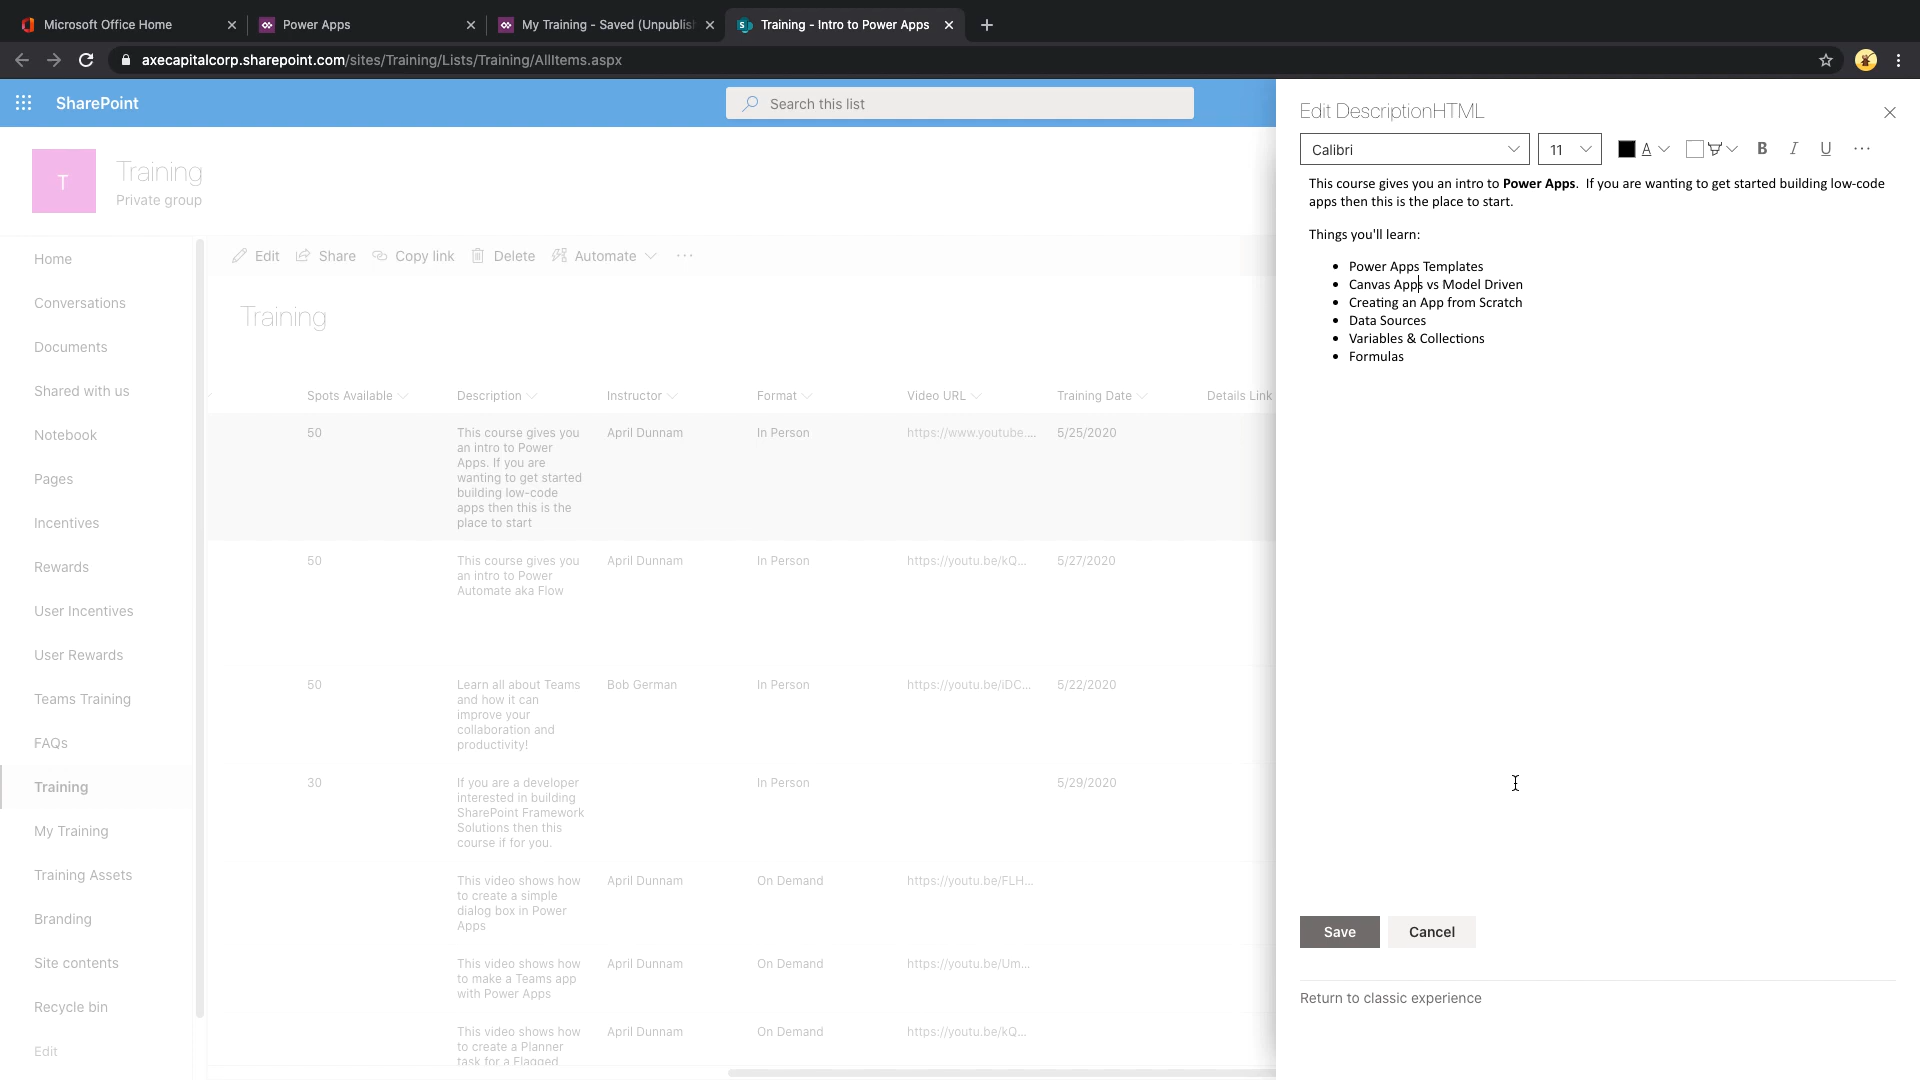 Microsoft Office Home
Power Apps
My Training - Saved (Unpublis
Training - Intro to Power Apps
axecapitalcorp.sharepoint.com/sites/Training/Lists/Training/AllItems.aspx
SharePoint
Search this list
T
Training
Private group
Home
Conversations
Documents
Shared with us
Notebook
Pages
Incentives
Rewards
User Incentives
User Rewards
Teams Training
FAQs
Training
My Training
Training Assets
Branding
Site contents
Recycle bin
Edit
Edit Share Copy link Delete Automate
Training
Spots Available Description Instructor Format Video URL Training Date Details Link
50 This course gives you April Dunnam In Person https://www.youtube.... 5/25/2020
an intro to Power
Apps. If you are
wanting to get started
building low-code
apps then this is the
place to start
50 This course gives you April Dunnam In Person https://youtu.be/kQ... 5/27/2020
an intro to Power
Automate aka Flow
50 Learn all about Teams Bob German In Person https://youtu.be/iDC... 5/22/2020
and how it can
improve your
collaboration and
productivity!
30 If you are a developer In Person 5/29/2020
interested in building
SharePoint Framework
Solutions then this
course if for you.
This video shows how April Dunnam On Demand https://youtu.be/FLH...
to create a simple
dialog box in Power
Apps
This video shows how April Dunnam On Demand https://youtu.be/Um...
to make a Teams app
with Power Apps
This video shows how April Dunnam On Demand https://youtu.be/kQ...
to create a Planner
task for a Flagged
Edit DescriptionHTML
Calibri 11 A B I U ...
This course gives you an intro to Power Apps. If you are wanting to get started building low-code
apps then this is the place to start.
Things you'll learn:
• Power Apps Templates
• Canvas Apps vs Model Driven
• Creating an App from Scratch
• Data Sources
• Variables & Collections
• Formulas
Save Cancel
Return to classic experience